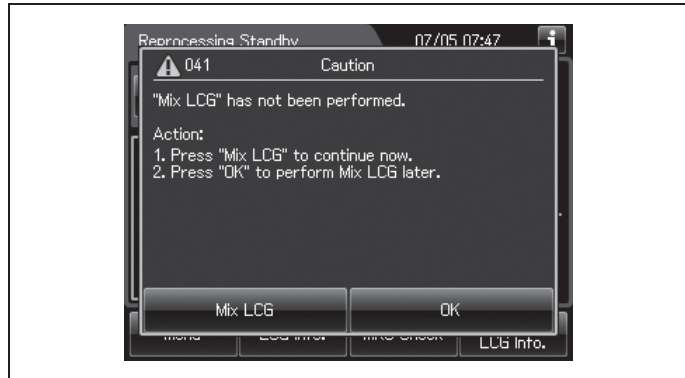 Reprocessing Standby 07/05 07:47 i
041 Caution
"Mix LCG" has not been performed.
Action:
1. Press "Mix LCG" to continue now.
2. Press "OK" to perform Mix LCG later.
Mix LCG OK
LCG Info.